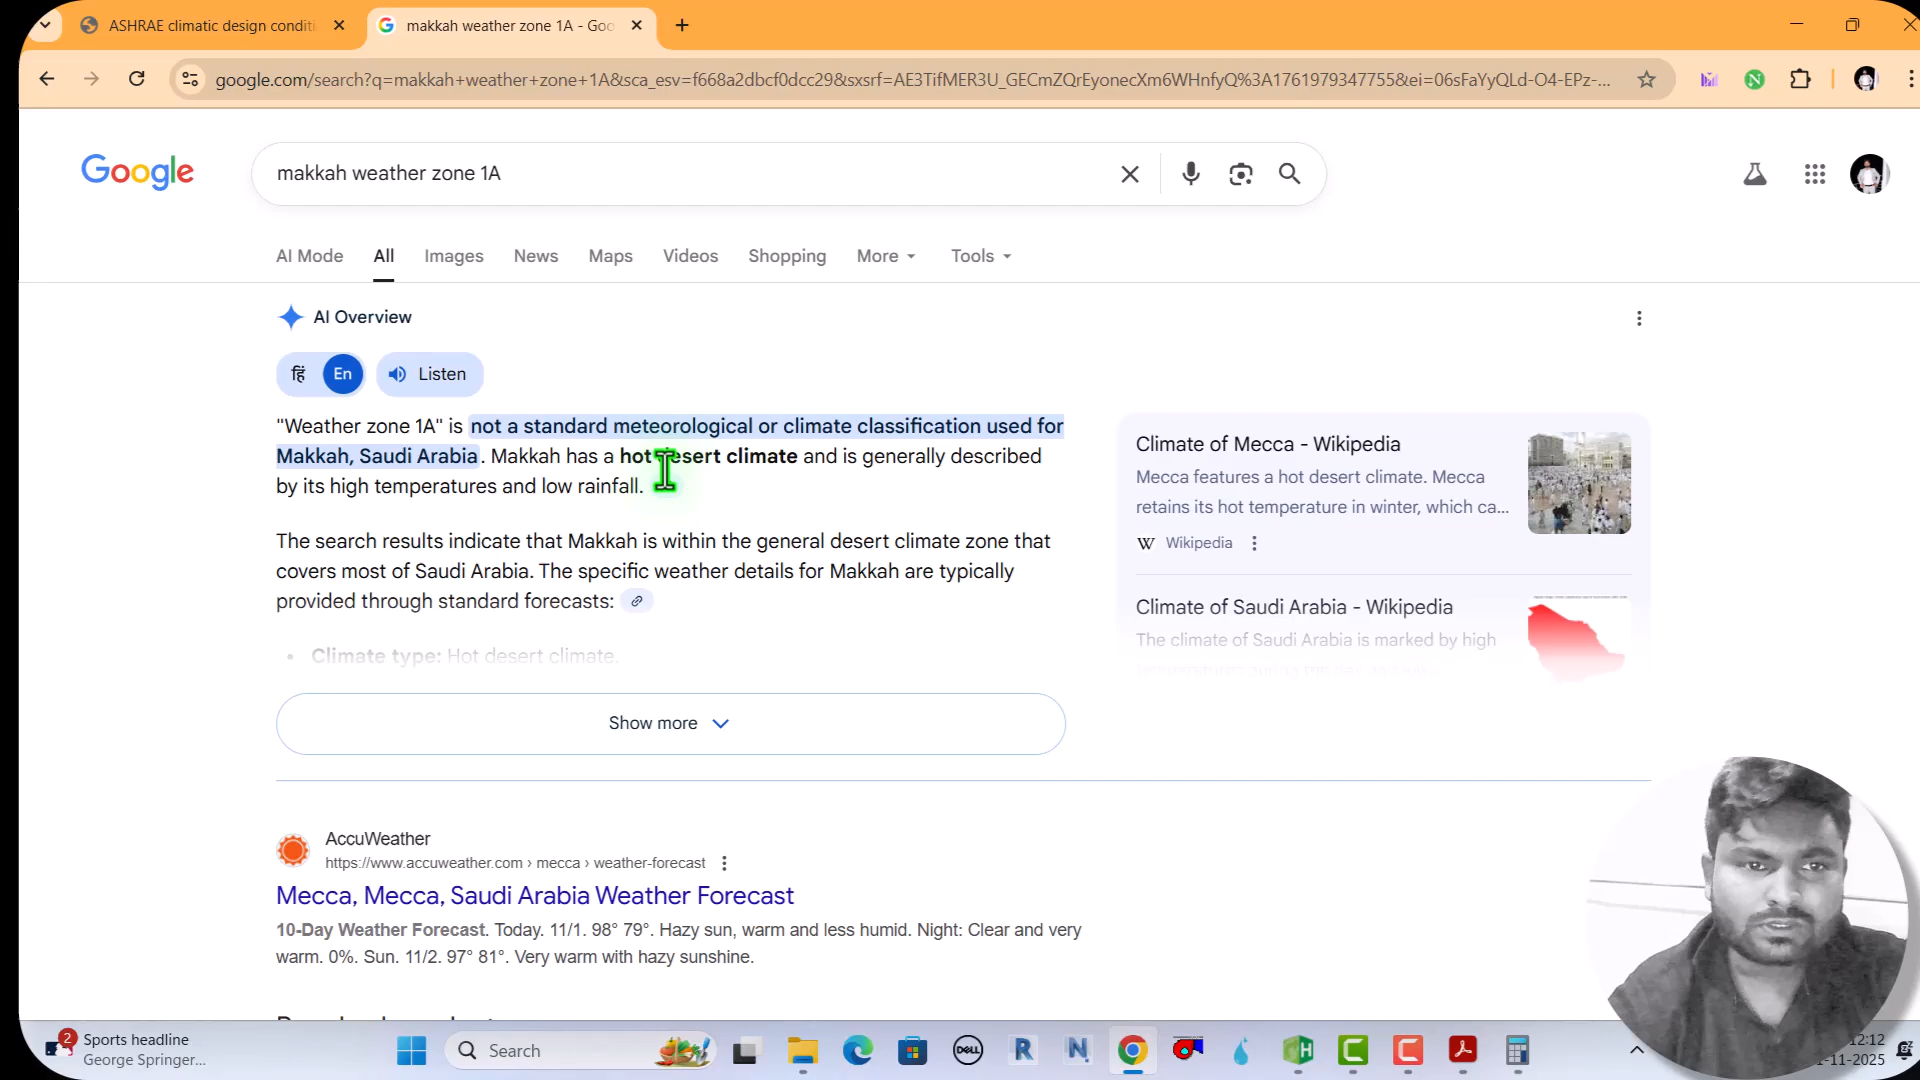 ASHRAE climatic design conditi
makkah weather zone 1A - Goo
google.com/search?q=makkah+weather+zone+1A&sca_esv=f668a2dbcf0dcc29&sxsrf=AE3TifMER3U_GECmZQrEyonecXm6WHnfyQ%3A1761979347755&ei=06sFaYyQLd-O4-EPz-...
Google
makkah weather zone 1A
AI Mode
All
Images
News
Maps
Videos
Shopping
More
Tools
AI Overview
हिं
En
Listen
"Weather zone 1A" is not a standard meteorological or climate classification used for
Makkah, Saudi Arabia. Makkah has a hot desert climate and is generally described
by its high temperatures and low rainfall.
The search results indicate that Makkah is within the general desert climate zone that
covers most of Saudi Arabia. The specific weather details for Makkah are typically
provided through standard forecasts:
• Climate type: Hot desert climate.
Show more
Climate of Mecca - Wikipedia
Mecca features a hot desert climate. Mecca
retains its hot temperature in winter, which ca...
W Wikipedia
Climate of Saudi Arabia - Wikipedia
The climate of Saudi Arabia is marked by high
AccuWeather
https://www.accuweather.com › mecca › weather-forecast
Mecca, Mecca, Saudi Arabia Weather Forecast
10-Day Weather Forecast. Today. 11/1. 98° 79°. Hazy sun, warm and less humid. Night: Clear and very
warm. 0%. Sun. 11/2. 97° 81°. Very warm with hazy sunshine.
2
Sports headline
George Springer...
Search
DELL
R
N
12:12
-11-2025